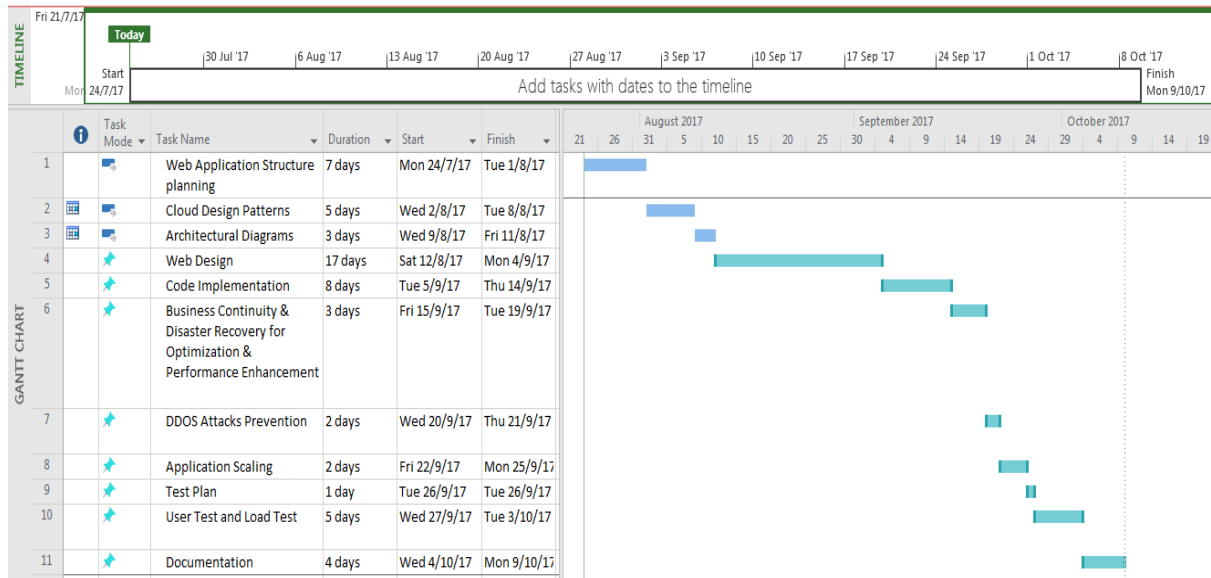 Fri 21/7/17
TIMELINE
Today
30 Jul '17 6 Aug '17 13 Aug '17 20 Aug '17 27 Aug '17 3 Sep '17 10 Sep '17 17 Sep '17 24 Sep '17 1 Oct '17 8 Oct '17
Start
Mon 24/7/17
Add tasks with dates to the timeline
Finish
Mon 9/10/17
GANTT CHART
Task Mode Task Name Duration Start Finish
August 2017 September 2017 October 2017
21 26 31 5 10 15 20 25 30 4 9 14 19 24 29 4 9 14 19
1 Web Application Structure 7 days Mon 24/7/17 Tue 1/8/17
planning
2 Cloud Design Patterns 5 days Wed 2/8/17 Tue 8/8/17
3 Architectural Diagrams 3 days Wed 9/8/17 Fri 11/8/17
4 Web Design 17 days Sat 12/8/17 Mon 4/9/17
5 Code Implementation 8 days Tue 5/9/17 Thu 14/9/17
6 Business Continuity & 3 days Fri 15/9/17 Tue 19/9/17
Disaster Recovery for
Optimization &
Performance Enhancement
7 DDOS Attacks Prevention 2 days Wed 20/9/17 Thu 21/9/17
8 Application Scaling 2 days Fri 22/9/17 Mon 25/9/17
9 Test Plan 1 day Tue 26/9/17 Tue 26/9/17
10 User Test and Load Test 5 days Wed 27/9/17 Tue 3/10/17
11 Documentation 4 days Wed 4/10/17 Mon 9/10/17